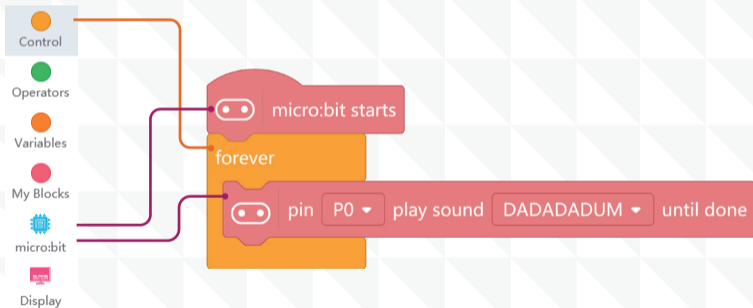 Control
Operators
Variables
My Blocks
micro:bit
Display
micro:bit starts
forever
pin P0 play sound DADADADUM until done